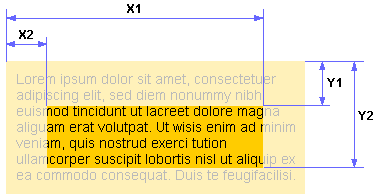 X1
X2
Lorem ipsum dolor sit amet, consectetuer
adipiscing elit, sed diem nonummy nibh
euismod tincidunt ut lacreet dolore magna
aliguam erat volutpat. Ut wisis enim ad minim
veniam, quis nostrud exerci tution
ullamcorper suscipit lobortis nisl ut aliquip ex
ea commodo consequat. Duis te feugifacilisi.
Y1
Y2